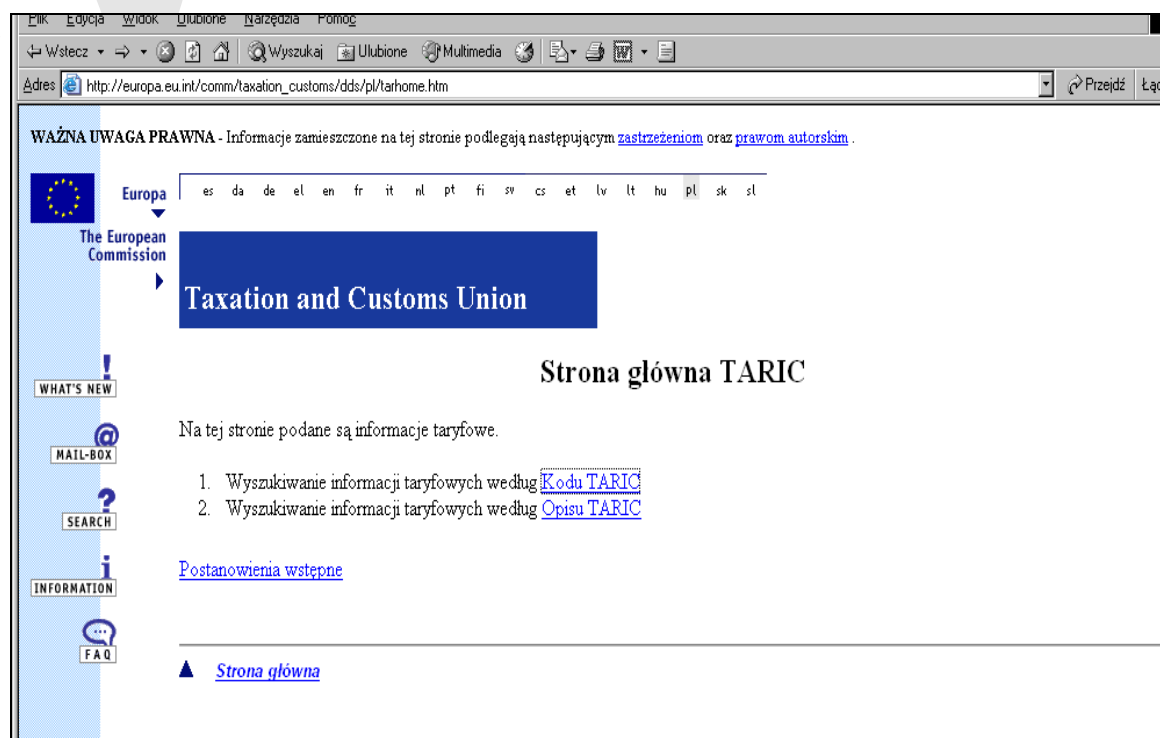 Plik Edycja Widok Ulubione Narzędzia Pomoc
Wstecz Wyszukaj Ulubione Multimedia
Adres http://europa.eu.int/comm/taxation_customs/dds/pl/tarhome.htm Przejdź Łąc
WAŻNA UWAGA PRAWNA - Informacje zamieszczone na tej stronie podlegają następującym zastrzeżeniom oraz prawom autorskim .
Europa es da de el en fr it nl pt fi sv cs et lv lt hu pl sk sl
The European
Commission
Taxation and Customs Union
Strona główna TARIC
WHAT'S NEW
Na tej stronie podane są informacje taryfowe.
MAIL-BOX
1. Wyszukiwanie informacji taryfowych według Kodu TARIC
2. Wyszukiwanie informacji taryfowych według Opisu TARIC
SEARCH
Postanowienia wstępne
INFORMATION
FAQ
Strona główna